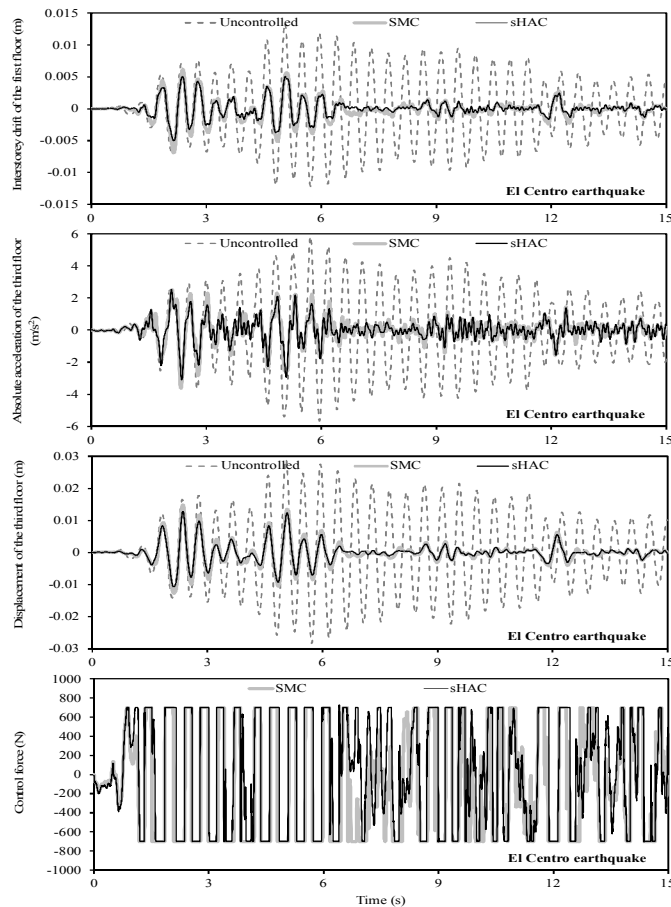 Interstorey drift of the first floor (m)
0.015
0.01
0.005
0
-0.005
-0.01
-0.015
Uncontrolled SMC sHAC
El Centro earthquake
0 3 6 9 12 15
Absolute acceleration of the third floor
(m/s²)
6
4
2
0
-2
-4
-6
Uncontrolled SMC sHAC
El Centro earthquake
0 3 6 9 12 15
Displacement of the third floor (m)
0.03
0.02
0.01
0
-0.01
-0.02
-0.03
Uncontrolled SMC sHAC
El Centro earthquake
0 3 6 9 12 15
Control force (N)
1000
800
600
400
200
0
-200
-400
-600
-800
-1000
SMC sHAC
El Centro earthquake
0 3 6 9 12 15
Time (s)